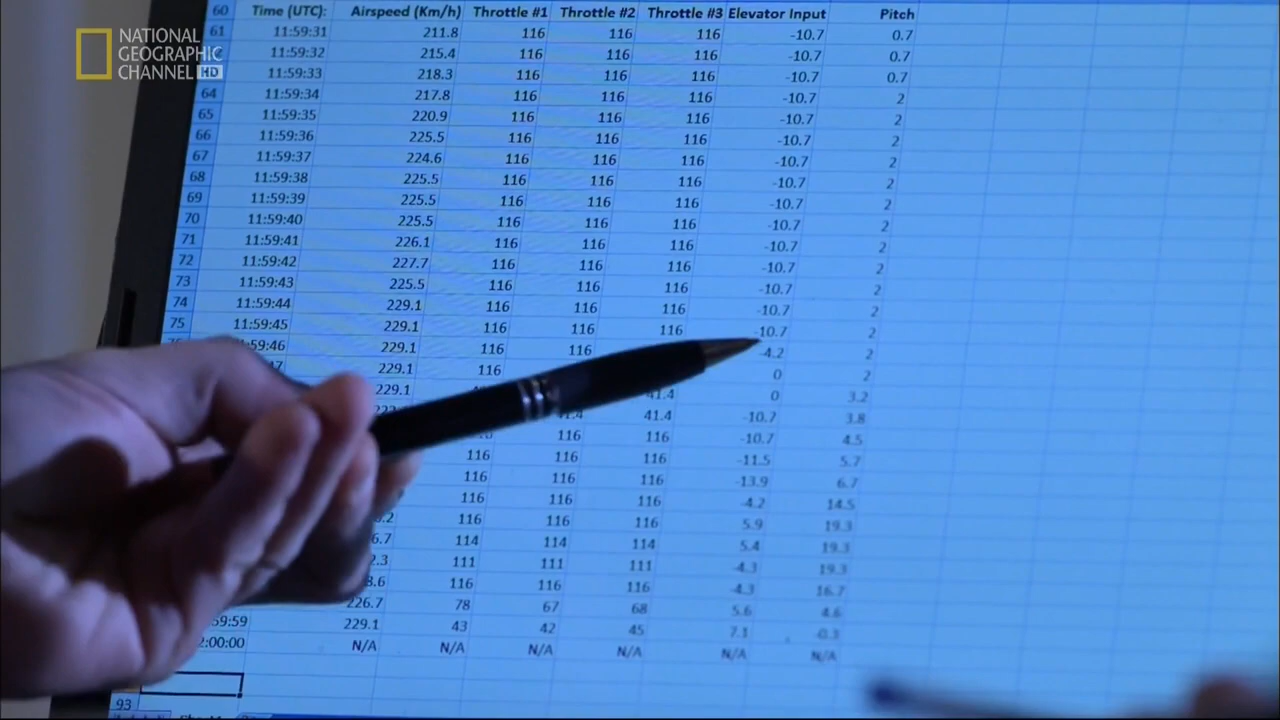 NATIONAL
GEOGRAPHIC
CHANNEL HD
60 Time (UTC): Airspeed (Km/h) Throttle #1 Throttle #2 Throttle #3 Elevator Input Pitch
61 11:59:31 211.8 116 116 116 -10.7 0.7
11:59:32 215.4 116 116 116 -10.7 0.7
11:59:33 218.3 116 116 116 -10.7 0.7
64 11:59:34 217.8 116 116 116 -10.7 2
65 11:59:35 220.9 116 116 116 -10.7 2
66 11:59:36 225.5 116 116 116 -10.7 2
67 11:59:37 224.6 116 116 116 -10.7 2
68 11:59:38 225.5 116 116 116 -10.7 2
69 11:59:39 225.5 116 116 116 -10.7 2
70 11:59:40 225.5 116 116 116 -10.7 2
71 11:59:41 226.1 116 116 116 -10.7 2
72 11:59:42 227.7 116 116 116 -10.7 2
73 11:59:43 225.5 116 116 116 -10.7 2
74 11:59:44 229.1 116 116 116 -10.7 2
75 11:59:45 229.1 116 116 116 -10.7 2
:59:46 229.1 116 116 -4.2 2
229.1 116 0 2
229.1 41.4 0 3.2
41.4 41.4 -10.7 3.8
116 116 -10.7 4.5
116 116 116 -11.5 5.7
116 116 116 -13.9 6.7
116 116 116 -4.2 14.5
116 116 116 5.9 19.3
6.7 114 114 114 5.4 19.3
2.3 111 111 111 -4.3 19.3
8.6 116 116 116 -4.3 16.7
226.7 78 67 68 5.6 4.6
59:59 229.1 43 42 45 7.1 -0.3
2:00:00 N/A N/A N/A N/A N/A N/A
93